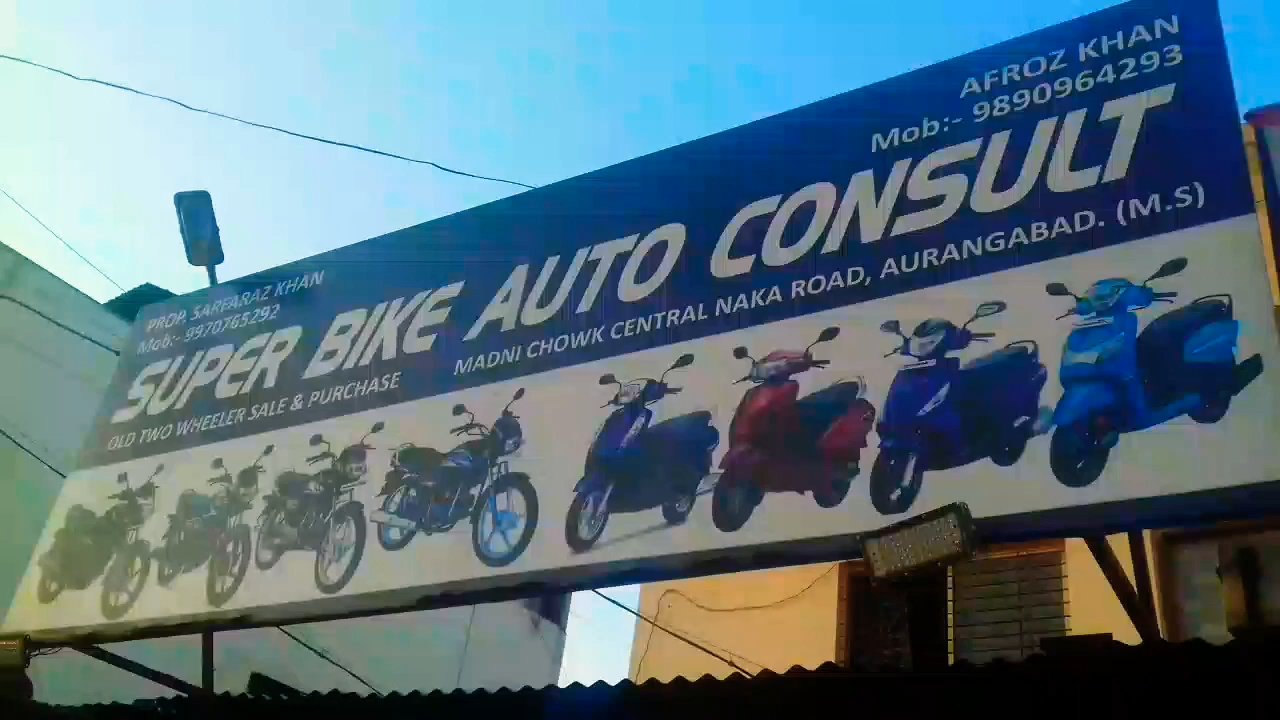 AFROZ KHAN
Mob:- 9890964293
PROP. SARFARAZ KHAN
Mob:- 9970765292
SUPER BIKE AUTO CONSULT
OLD TWO WHEELER SALE & PURCHASE
MADNI CHOWK CENTRAL NAKA ROAD, AURANGABAD. (M.S)